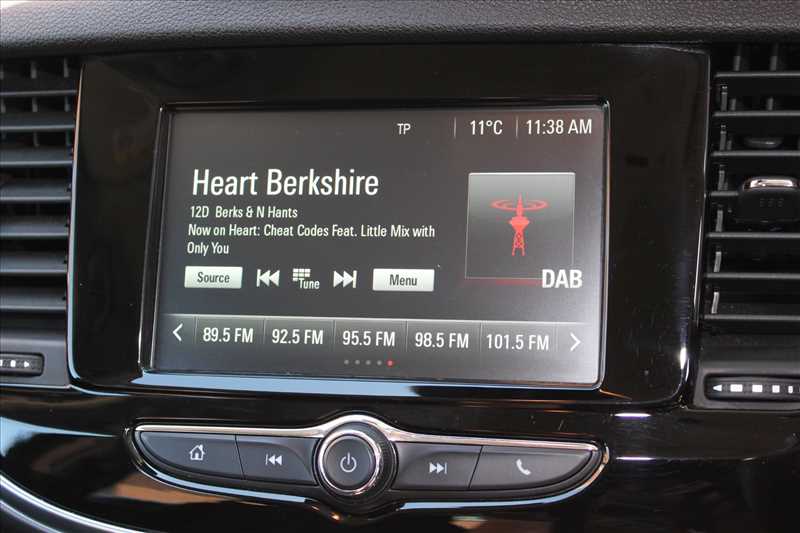 TP 11°C 11:38 AM
Heart Berkshire
12D Berks & N Hants
Now on Heart: Cheat Codes Feat. Little Mix with
Only You
DAB
Source Tune Menu
89.5 FM 92.5 FM 95.5 FM 98.5 FM 101.5 FM